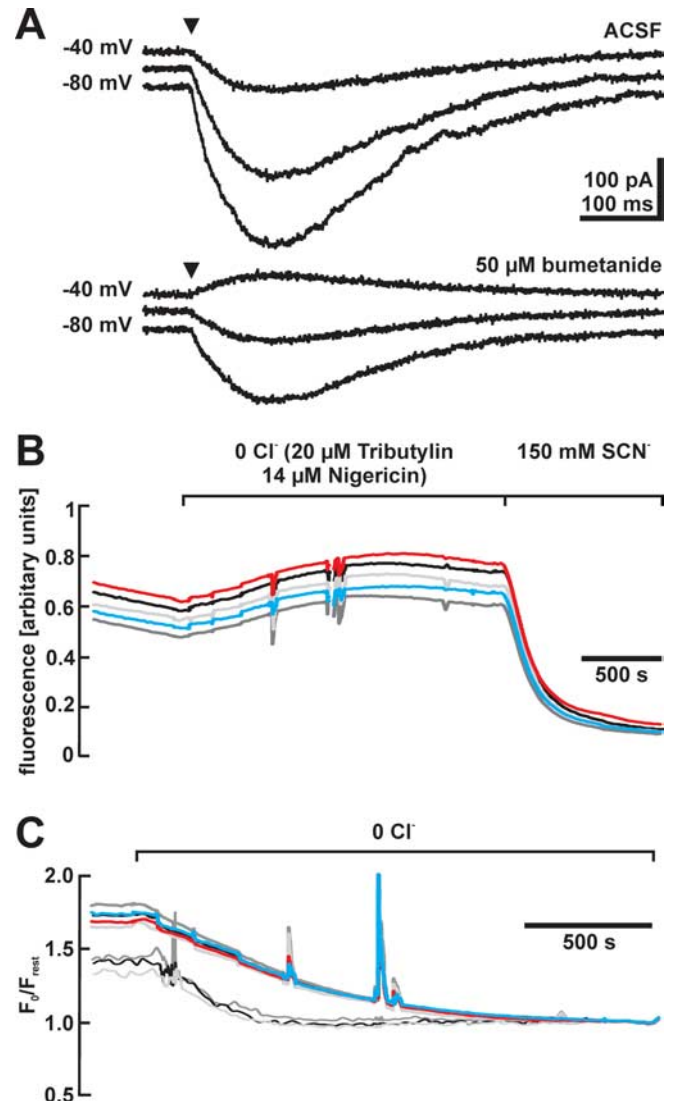 A
ACSF
-40 mV
-80 mV
100 pA
100 ms
50 µM bumetanide
-40 mV
-80 mV
B
0 Cl⁻ (20 µM Tributylin
14 µM Nigericin)
150 mM SCN⁻
fluorescence [arbitary units]
1
0.8
0.6
0.4
0.2
0
500 s
C
0 Cl⁻
F₀/Frest
2.0
1.5
1.0
0.5
500 s